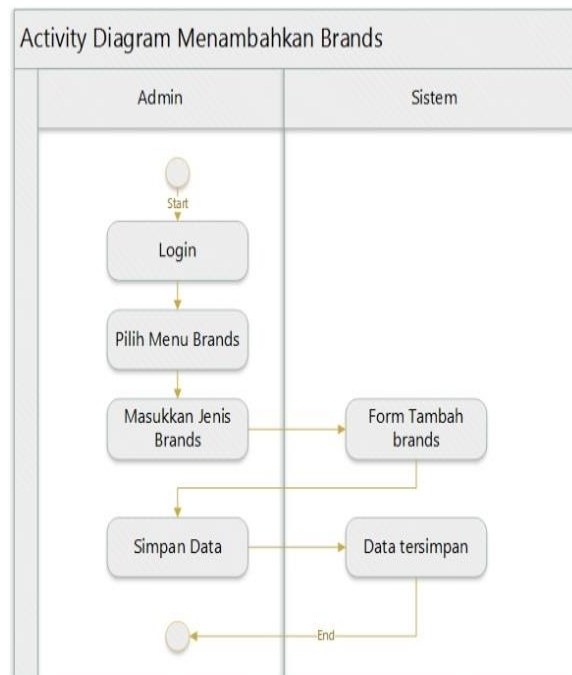 Activity Diagram Menambahkan Brands
Admin
Sistem
Start
Login
Pilih Menu Brands
Masukkan Jenis
Brands
Form Tambah
brands
Simpan Data
Data tersimpan
End